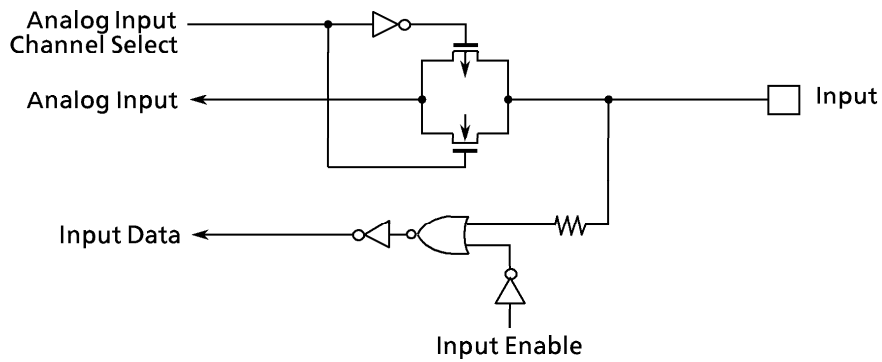 Analog Input
Channel Select
Analog Input
Input
Input Data
Input Enable